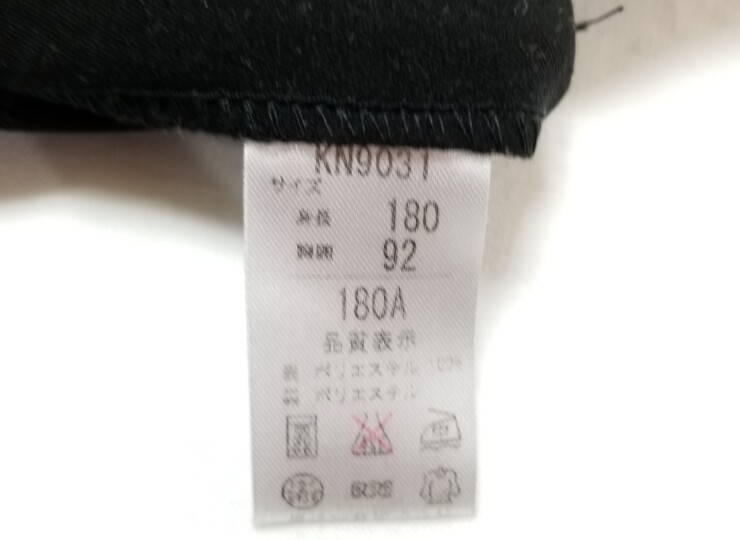 KN9031
サイズ
身長 180
胸囲 92
180A
品質表示
表 ポリエステル 100%
ポリエステル
中